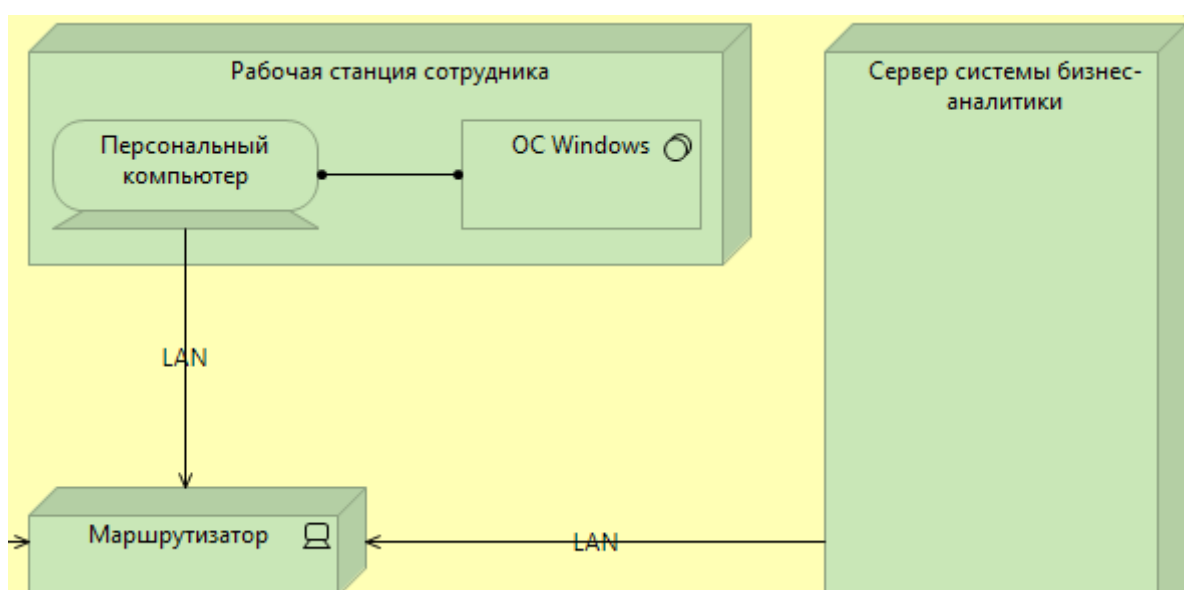 Рабочая станция сотрудника
Персональный
компьютер
ОС Windows
Сервер системы бизнес-
аналитики
LAN
Маршрутизатор
LAN